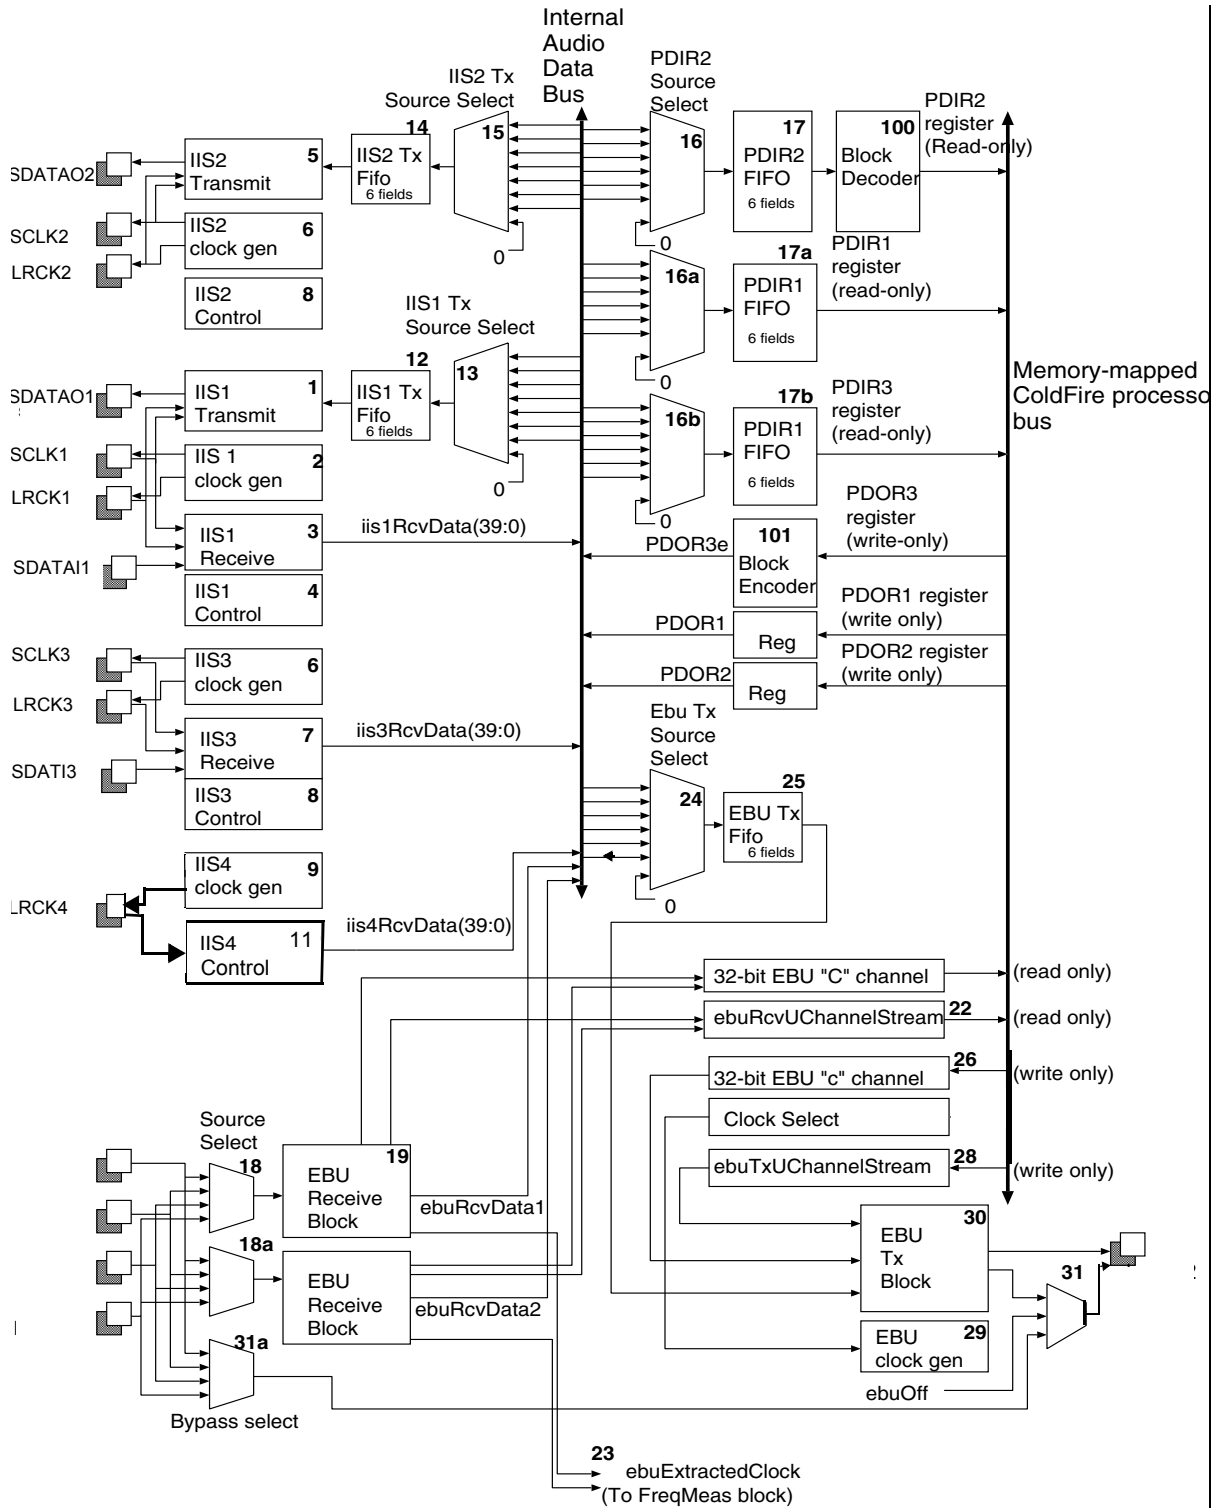 Internal
Audio
Data
Bus
IIS2 Tx
Source Select
PDIR2
Source
Select
PDIR2
register
(Read-only)
14
15
16
17
100
5
IIS2
Transmit
IIS2 Tx
Fifo
6 fields
PDIR2
FIFO
6 fields
Block
Decoder
SDATAO2
SCLK2
LRCK2
IIS2
clock gen
6
0
0
IIS2
Control
8
16a
17a
PDIR1
FIFO
6 fields
PDIR1
register
(read-only)
IIS1 Tx
Source Select
12
13
0
Memory-mapped
ColdFire processo
bus
SDATAO1
IIS1
Transmit
1
IIS1 Tx
Fifo
6 fields
16b
17b
PDIR1
FIFO
6 fields
PDIR3
register
(read-only)
SCLK1
LRCK1
IIS 1
clock gen
2
0
0
IIS1
Receive
3
iis1RcvData(39:0)
SDATAI1
IIS1
Control
4
PDOR3e
101
Block
Encoder
PDOR3
register
(write-only)
PDOR1
Reg
PDOR1 register
(write only)
PDOR2
Reg
PDOR2 register
(write only)
SCLK3
LRCK3
IIS3
clock gen
6
IIS3
Receive
7
iis3RcvData(39:0)
SDATI3
IIS3
Control
8
Ebu Tx
Source
Select
24
25
EBU Tx
Fifo
6 fields
0
IIS4
clock gen
9
LRCK4
IIS4
Control
11
iis4RcvData(39:0)
32-bit EBU "C" channel
(read only)
ebuRcvUChannelStream
22
(read only)
32-bit EBU "c" channel
26
(write only)
Clock Select
ebuTxUChannelStream
28
(write only)
Source
Select
18
19
EBU
Receive
Block
ebuRcvData1
18a
EBU
Receive
Block
ebuRcvData2
31a
Bypass select
30
EBU
Tx
Block
31
EBU
clock gen
29
ebuOff
23
ebuExtractedClock
(To FreqMeas block)